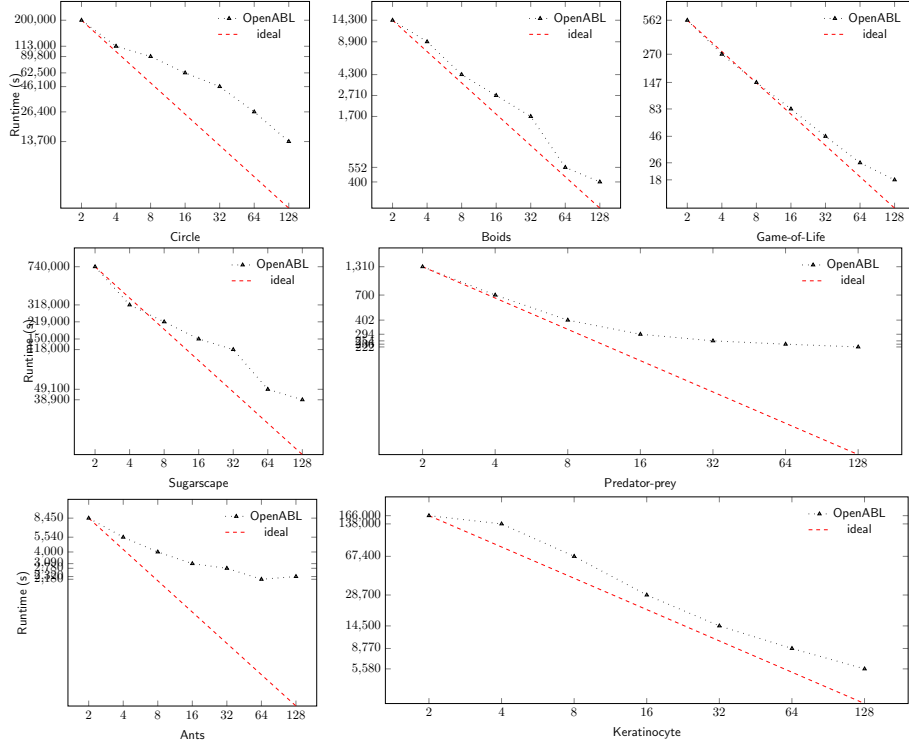 200,000
113,000
89,800
62,500
46,100
26,400
13,700
Runtime (s)
OpenABL
ideal
2 4 8 16 32 64 128
Circle
14,300
8,900
4,300
2,710
1,700
552
400
OpenABL
ideal
2 4 8 16 32 64 128
Boids
562
270
147
83
46
26
18
OpenABL
ideal
2 4 8 16 32 64 128
Game-of-Life
740,000
318,000
219,000
150,000
118,000
49,100
38,900
Runtime (s)
OpenABL
ideal
2 4 8 16 32 64 128
Sugarscape
1,310
700
402
294
222
OpenABL
ideal
2 4 8 16 32 64 128
Predator-prey
8,450
5,540
4,000
3,000
2,180
Runtime (s)
OpenABL
ideal
2 4 8 16 32 64 128
Ants
166,000
138,000
67,400
28,700
14,500
8,770
5,580
OpenABL
ideal
2 4 8 16 32 64 128
Keratinocyte